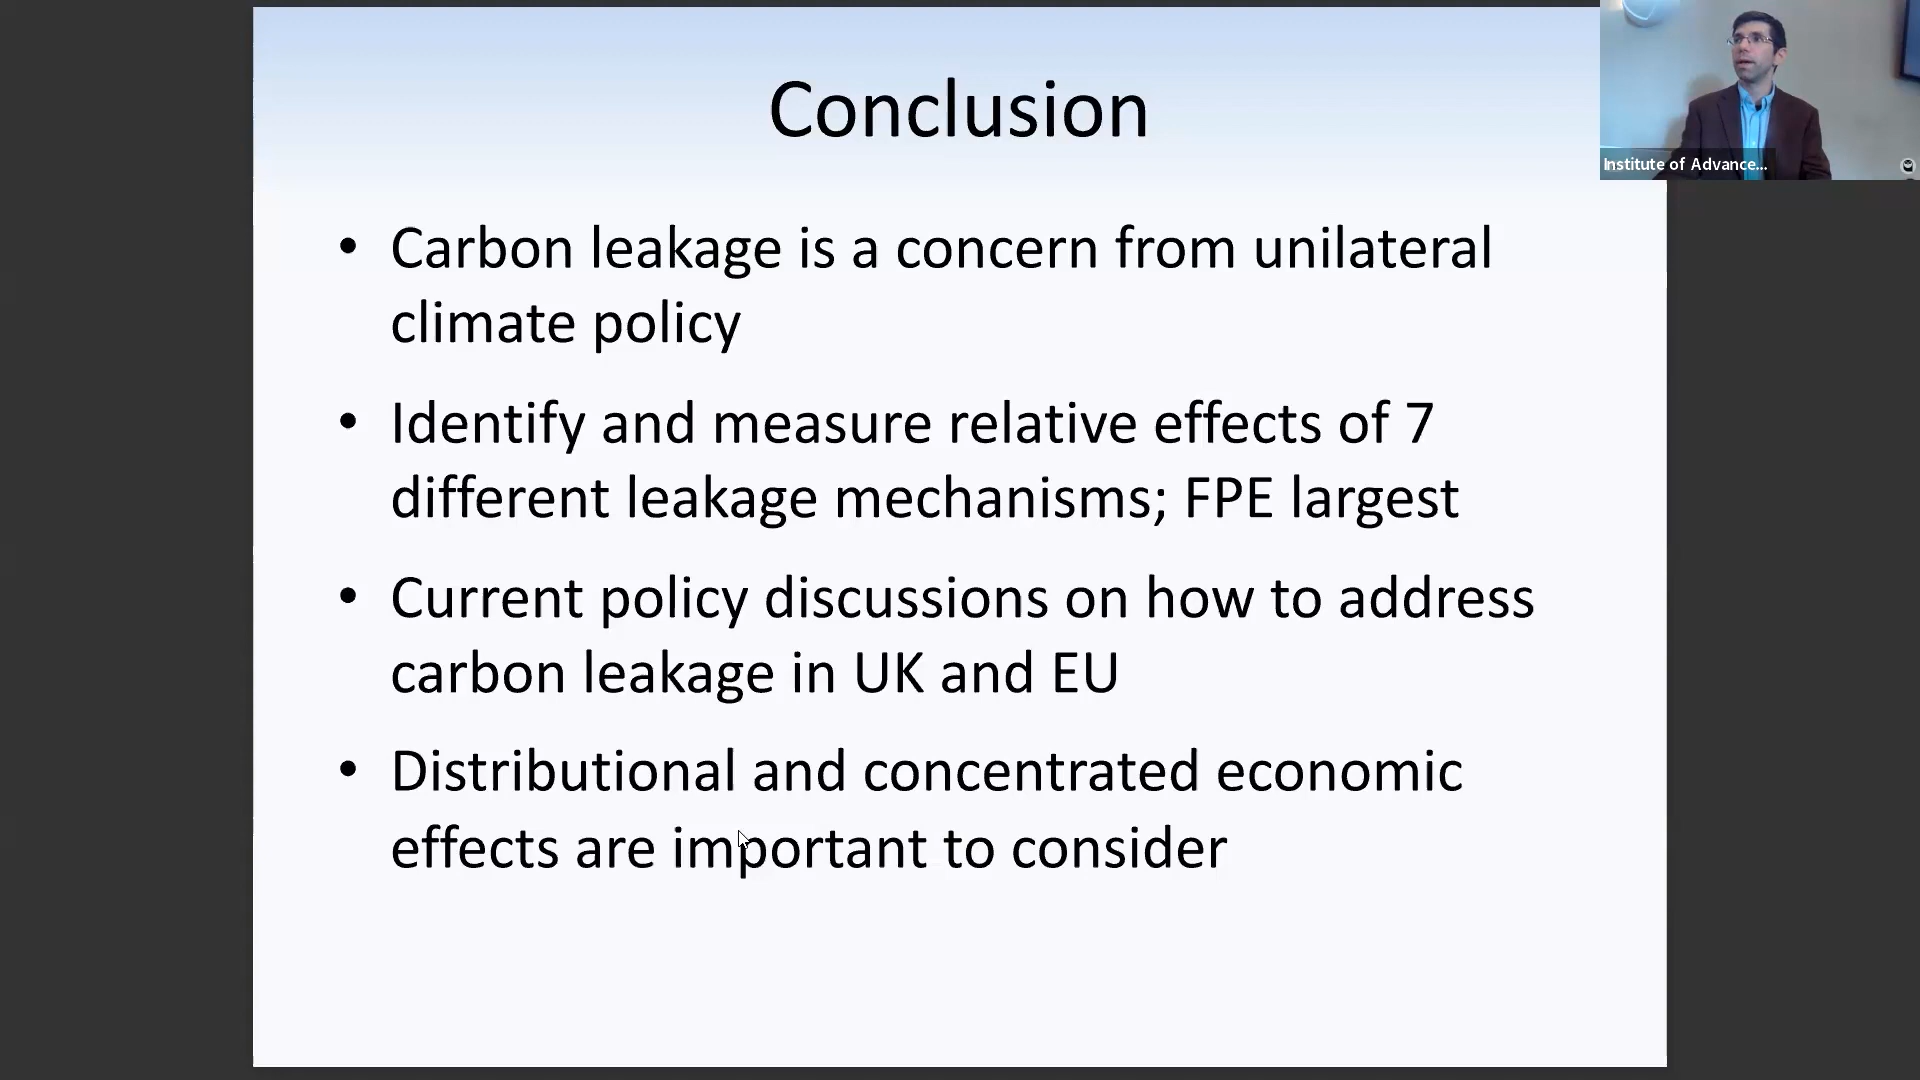 Conclusion
Institute of Advance...
• Carbon leakage is a concern from unilateral
climate policy
• Identify and measure relative effects of 7
different leakage mechanisms; FPE largest
• Current policy discussions on how to address
carbon leakage in UK and EU
• Distributional and concentrated economic
effects are important to consider